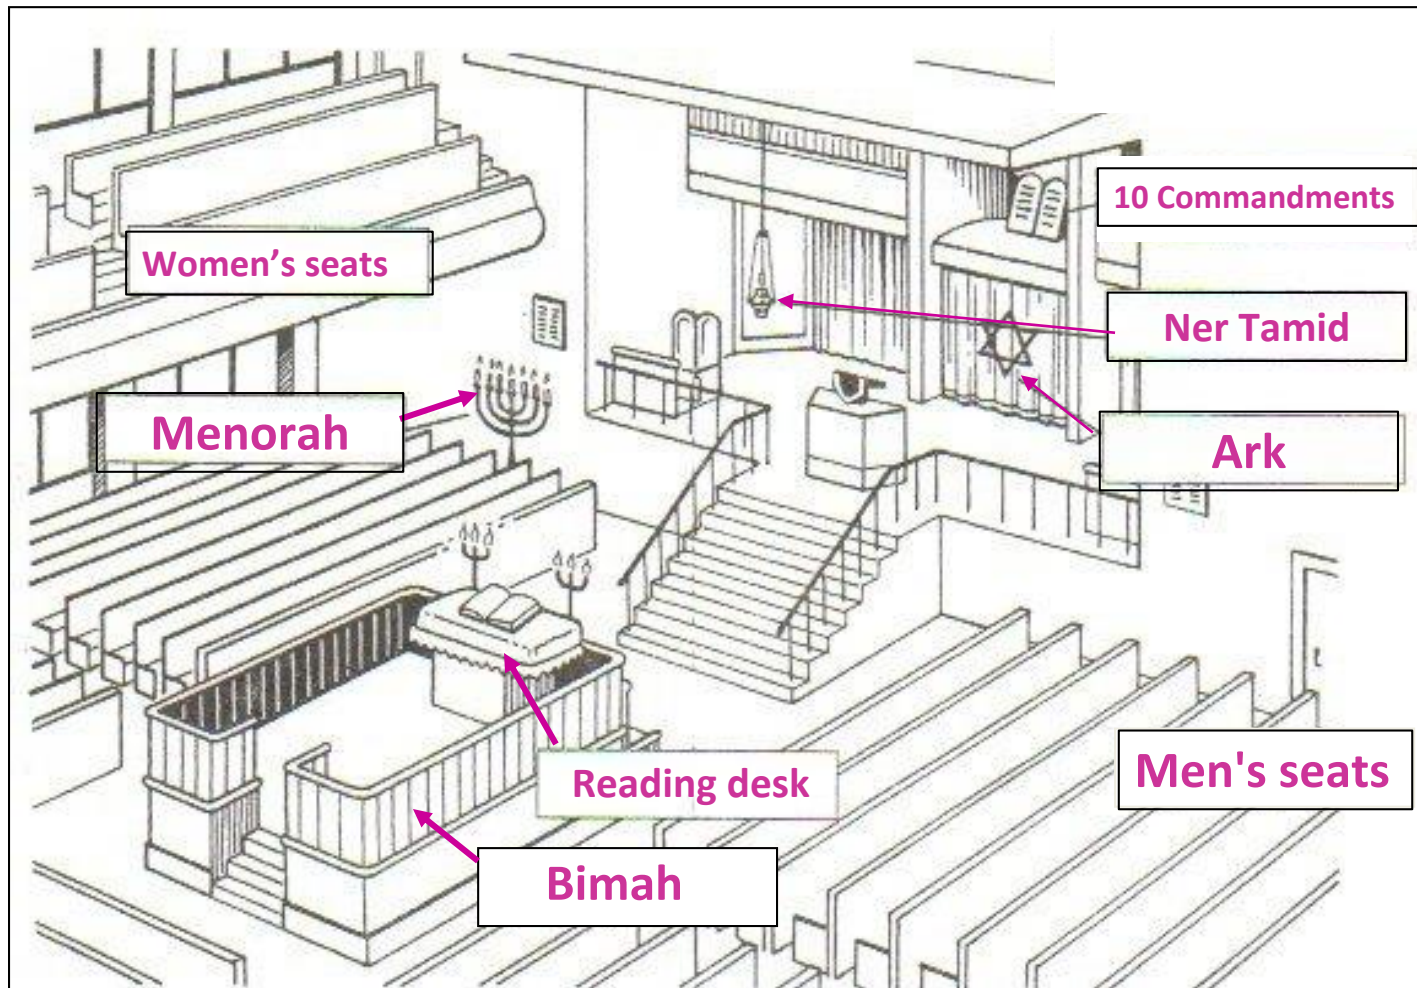 10 Commandments
Women’s seats
Ner Tamid
Menorah
Ark
Men's seats
Reading desk
Bimah